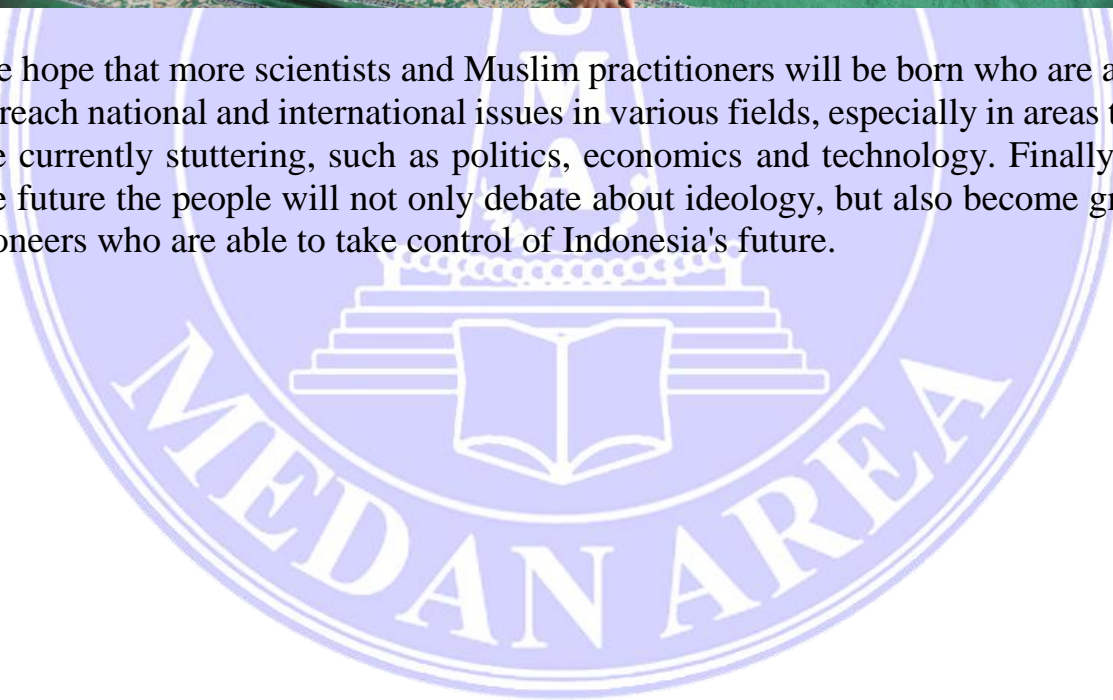 U
M
A
e hope that more scientists and Muslim practitioners will be born who are a
reach national and international issues in various fields, especially in areas t
e currently stuttering, such as politics, economics and technology. Finally
e future the people will not only debate about ideology, but also become gr
oneers who are able to take control of Indonesia's future.
MEDAN AREA